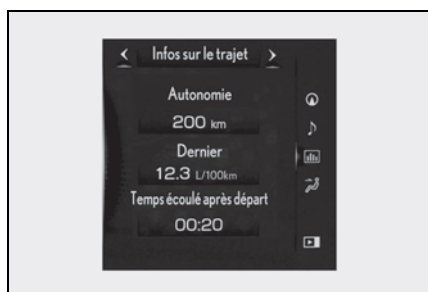 Infos sur le trajet
Autonomie
200 km
Dernier
12.3 L/100km
Temps écoulé après départ
00:20